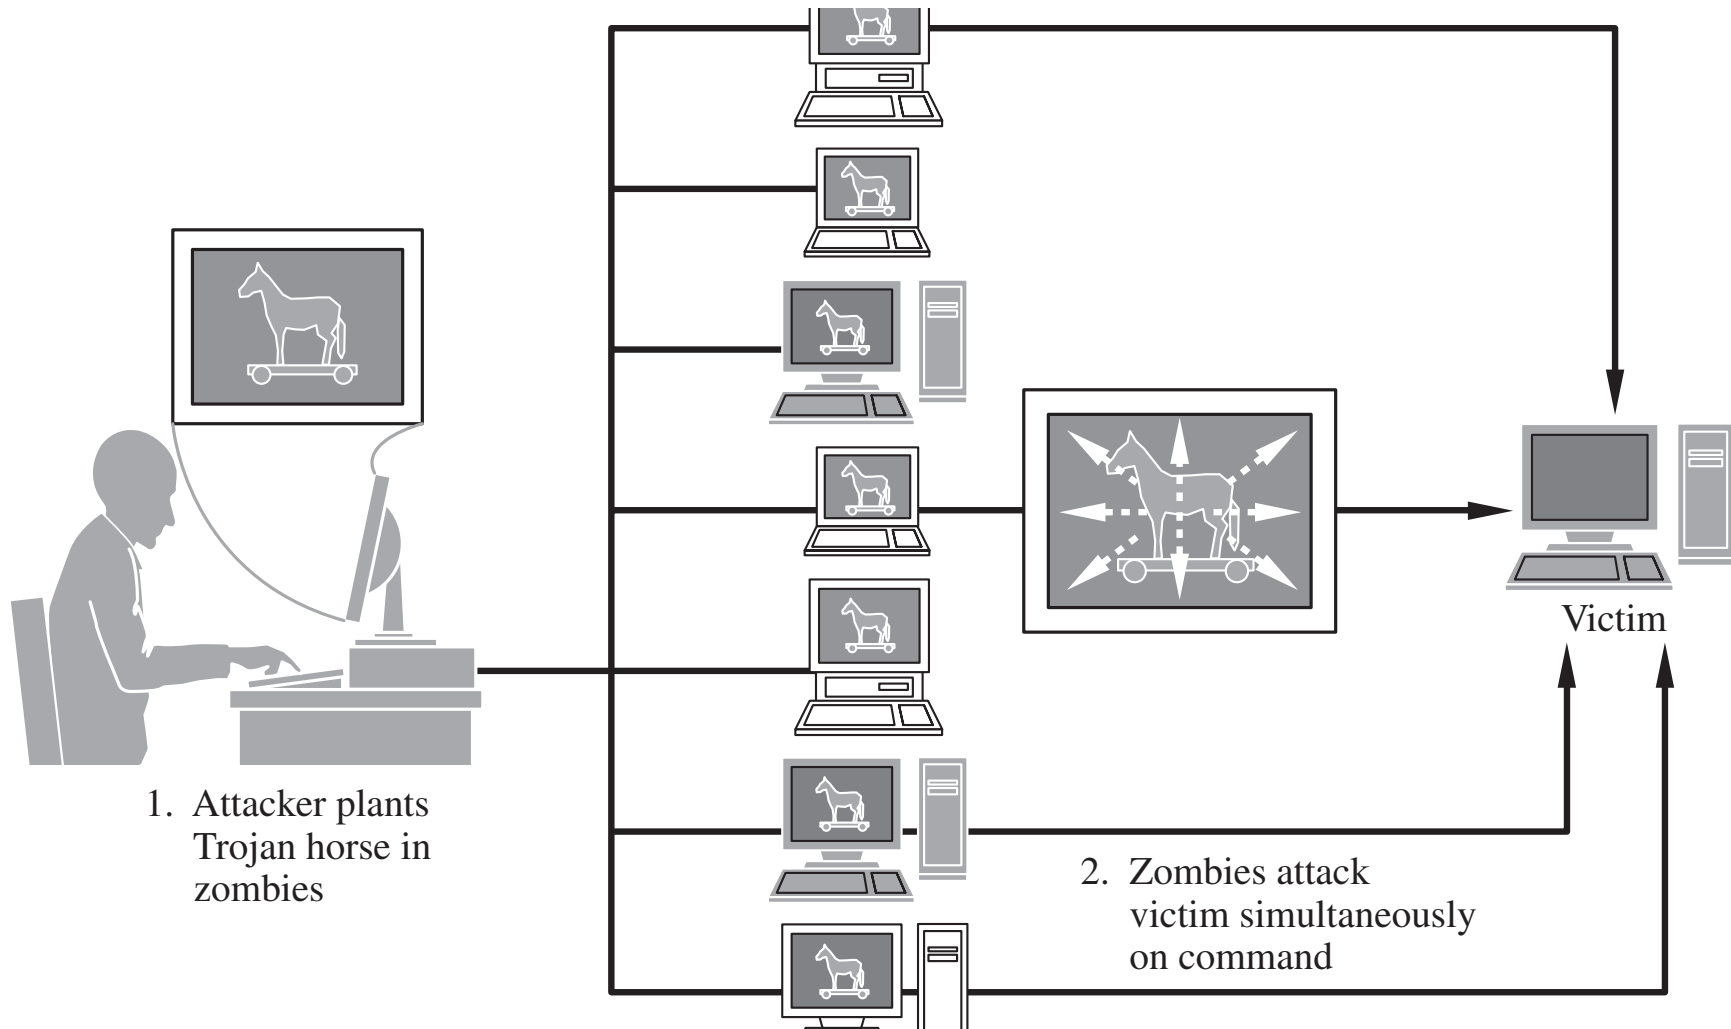 Victim
1. Attacker plants
Trojan horse in
zombies
2. Zombies attack
victim simultaneously
on command